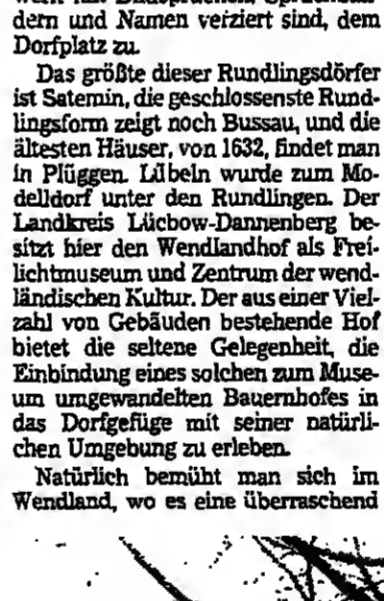 dern und Namen verziert sind, dem
Dorfplatz zu.
Das größte dieser Rundlingsdörfer
ist Satemin, die geschlossenste Rund-
lingsform zeigt noch Bussau, und die
ältesten Häuser, von 1632, findet man
in Plüggen. Lübeln wurde zum Mo-
delldorf unter den Rundlingen. Der
Landkreis Lücbow-Dannenberg be-
sitzt hier den Wendlandhof als Frei-
lichtmuseum und Zentrum der wend-
ländischen Kultur. Der aus einer Viel-
zahl von Gebäuden bestehende Hof
bietet die seltene Gelegenheit, die
Einbindung eines solchen zum Muse-
um umgewandelten Bauernhofes in
das Dorfgefüge mit seiner natürli-
chen Umgebung zu erleben.
Natürlich bemüht man sich im
Wendland, wo es eine überraschend